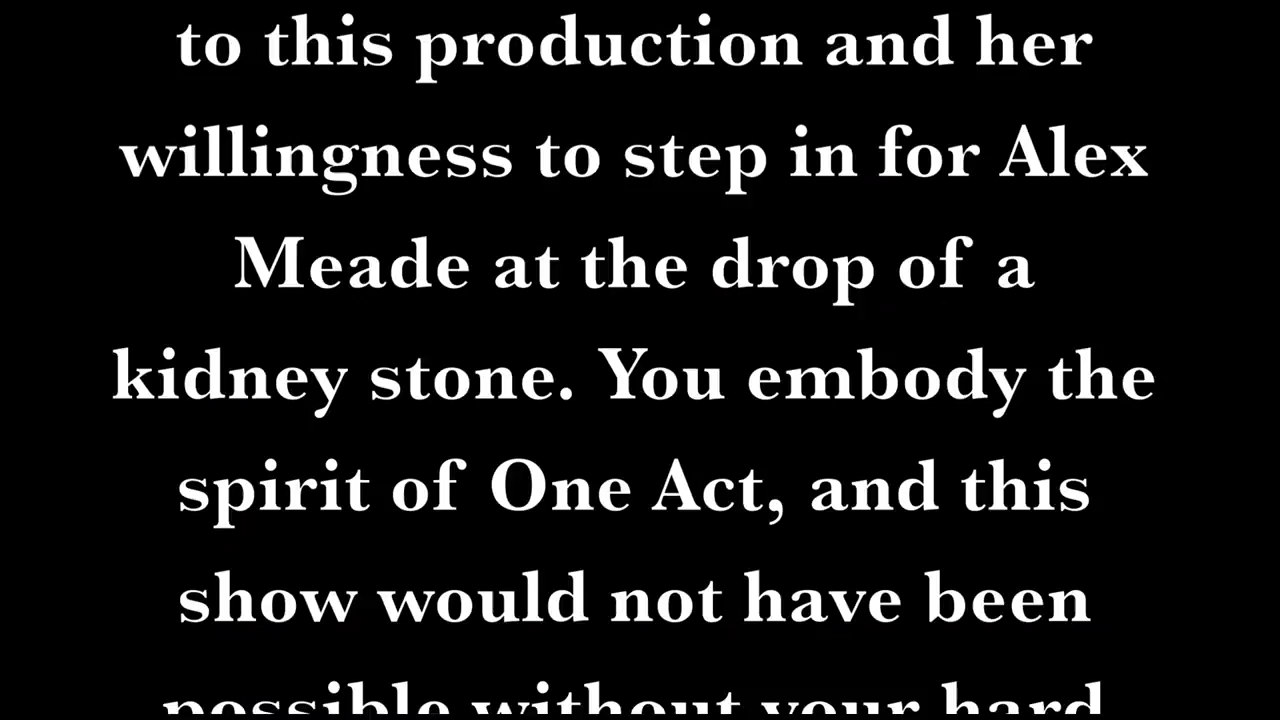 to this production and her
willingness to step in for Alex
Meade at the drop of a
kidney stone. You embody the
spirit of One Act, and this
show would not have been
possible without your hard